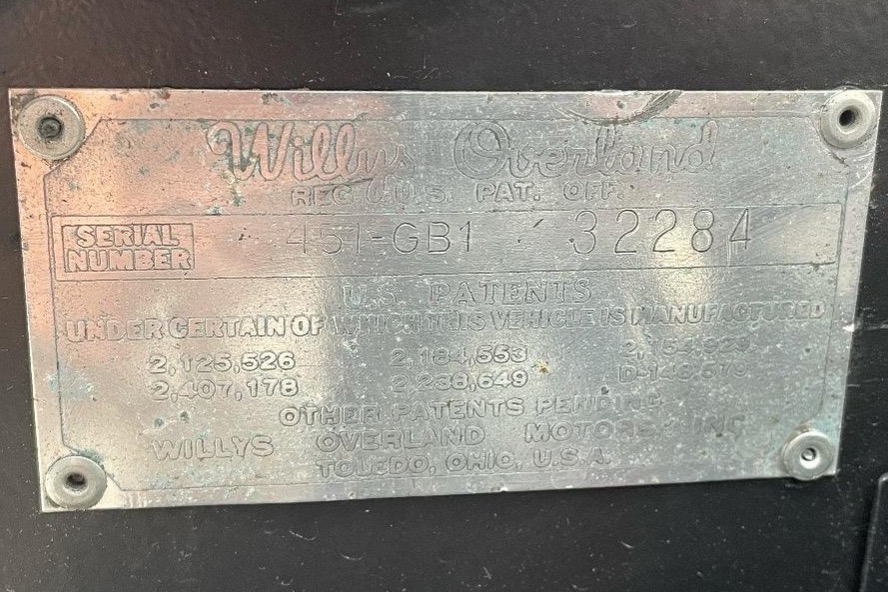 Willys Overland
REG. U.S. PAT. OFF.
SERIAL NUMBER 451-GB1 32284
U.S. PATENTS
UNDER CERTAIN OF WHICH THIS VEHICLE IS MANUFACTURED
2,125,526 2,184,553
2,407,178 2,238,649
OTHER PATENTS PENDING
WILLYS OVERLAND MOTORS INC
TOLEDO, OHIO, U.S.A.